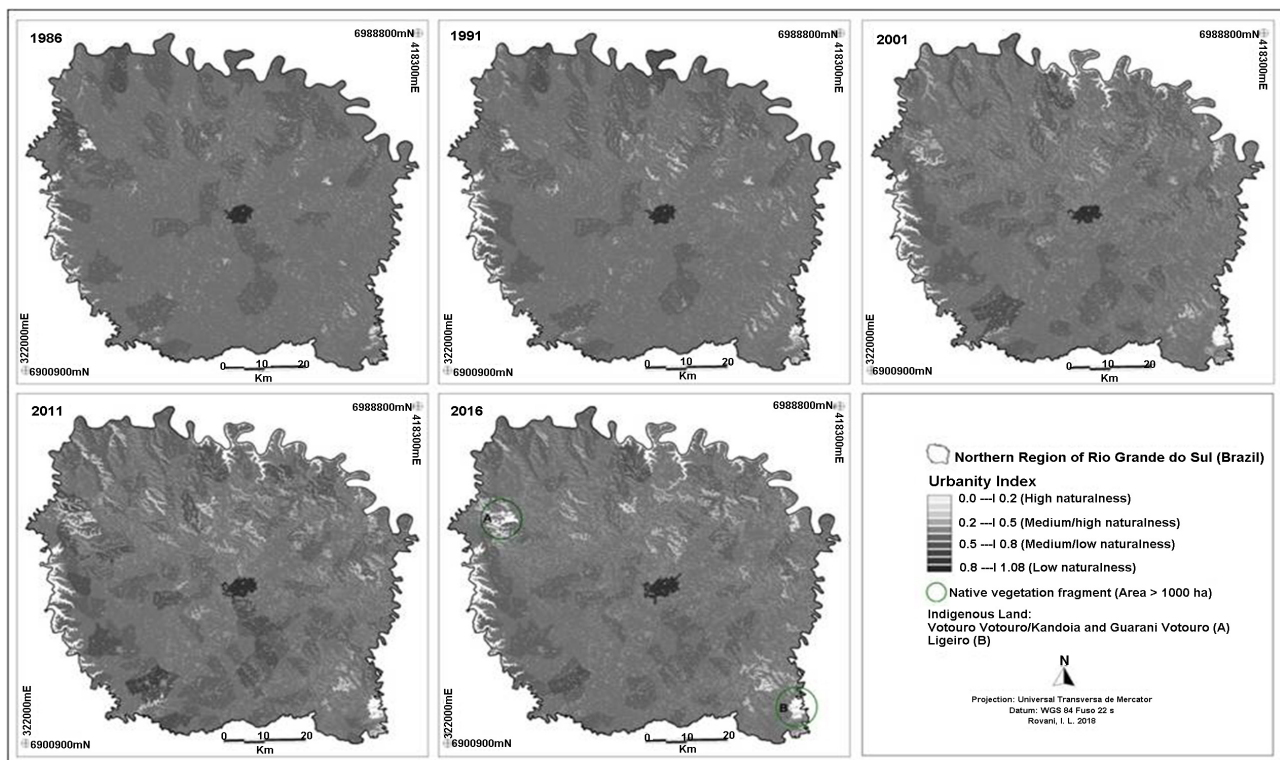 1986
6988800mN
418300mE
322000mE
6900900mN
0 10 20
Km
1991
6988800mN
418300mE
322000mE
6900900mN
0 10 20
Km
2001
6988800mN
418300mE
322000mE
6900900mN
0 10 20
Km
2011
6988800mN
418300mE
322000mE
6900900mN
0 10 20
Km
2016
6988800mN
418300mE
A
B
322000mE
6900900mN
0 10 20
Km
Northern Region of Rio Grande do Sul (Brazil)
Urbanity Index
0.0 ---I 0.2 (High naturalness)
0.2 ---I 0.5 (Medium/high naturalness)
0.5 ---I 0.8 (Medium/low naturalness)
0.8 ---I 1.08 (Low naturalness)
Native vegetation fragment (Area > 1000 ha)
Indigenous Land:
Votouro Votouro/Kandoia and Guarani Votouro (A)
Ligeiro (B)
N
Projection: Universal Transversa de Mercator
Datum: WGS 84 Fuso 22 s
Rovani, I. L. 2018